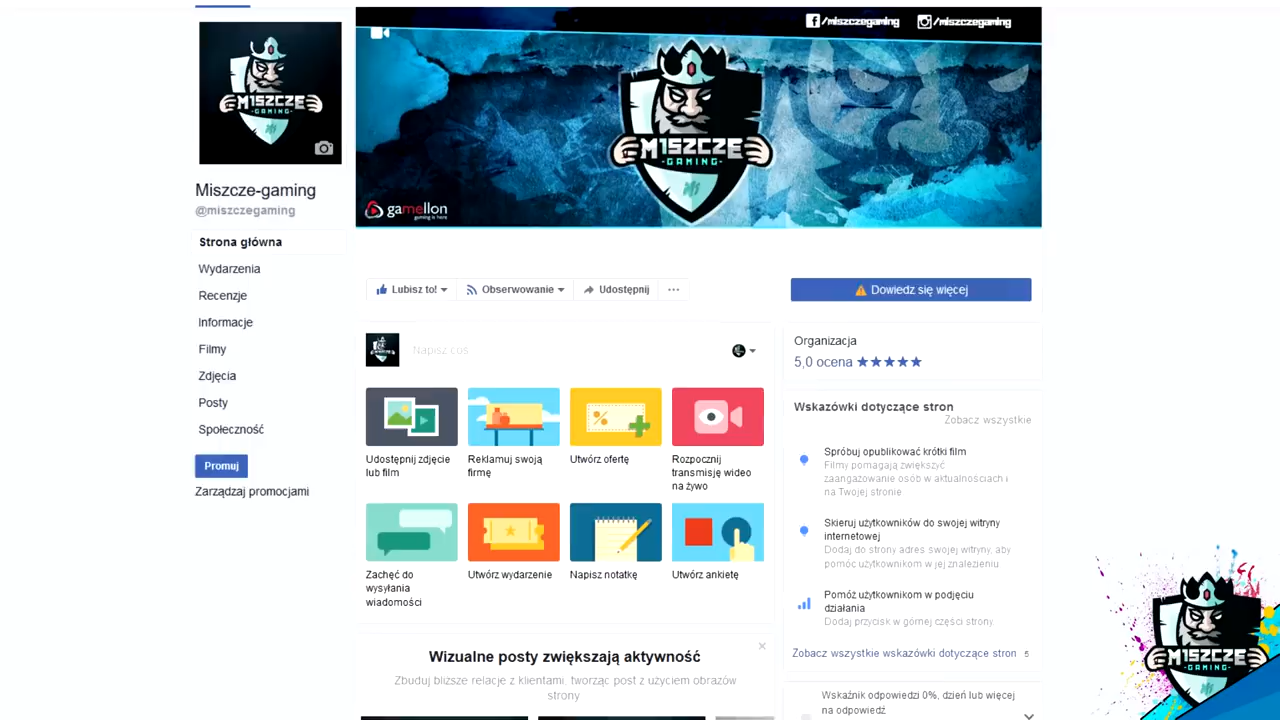 /miszczegaming /miszczegaming
M1SZCZE
-GAMING-
M1SZCZE
-GAMING-
gamellon
gaming is here
Miszcze-gaming
@miszczegaming
Strona główna
Wydarzenia
Recenzje
Informacje
Filmy
Zdjęcia
Posty
Społeczność
Promuj
Zarządzaj promocjami
Lubisz to! Obserwowanie Udostępnij ...
Dowiedz się więcej
Napisz coś
Udostępnij zdjęcie
lub film
Reklamuj swoją
firmę
Utwórz ofertę
Rozpocznij
transmisję wideo
na żywo
Zachęć do
wysyłania
wiadomości
Utwórz wydarzenie
Napisz notatkę
Utwórz ankietę
Wizualne posty zwiększają aktywność
Zbuduj bliższe relacje z klientami, tworząc post z użyciem obrazów
strony
Organizacja
5,0 ocena ★★★★★
Wskazówki dotyczące stron
Zobacz wszystkie
Spróbuj opublikować krótki film
Filmy pomagają zwiększyć
zaangażowanie osób w aktualnościach i
na Twojej stronie
Skieruj użytkowników do swojej witryny
internetowej
Dodaj do strony adres swojej witryny, aby
pomóc użytkownikom w jej znalezieniu
Pomóż użytkownikom w podjęciu
działania
Dodaj przycisk w górnej części strony.
Zobacz wszystkie wskazówki dotyczące stron 5
Wskaźnik odpowiedzi 0%, dzień lub więcej
na odpowiedź
M1SZCZE
-GAMING-